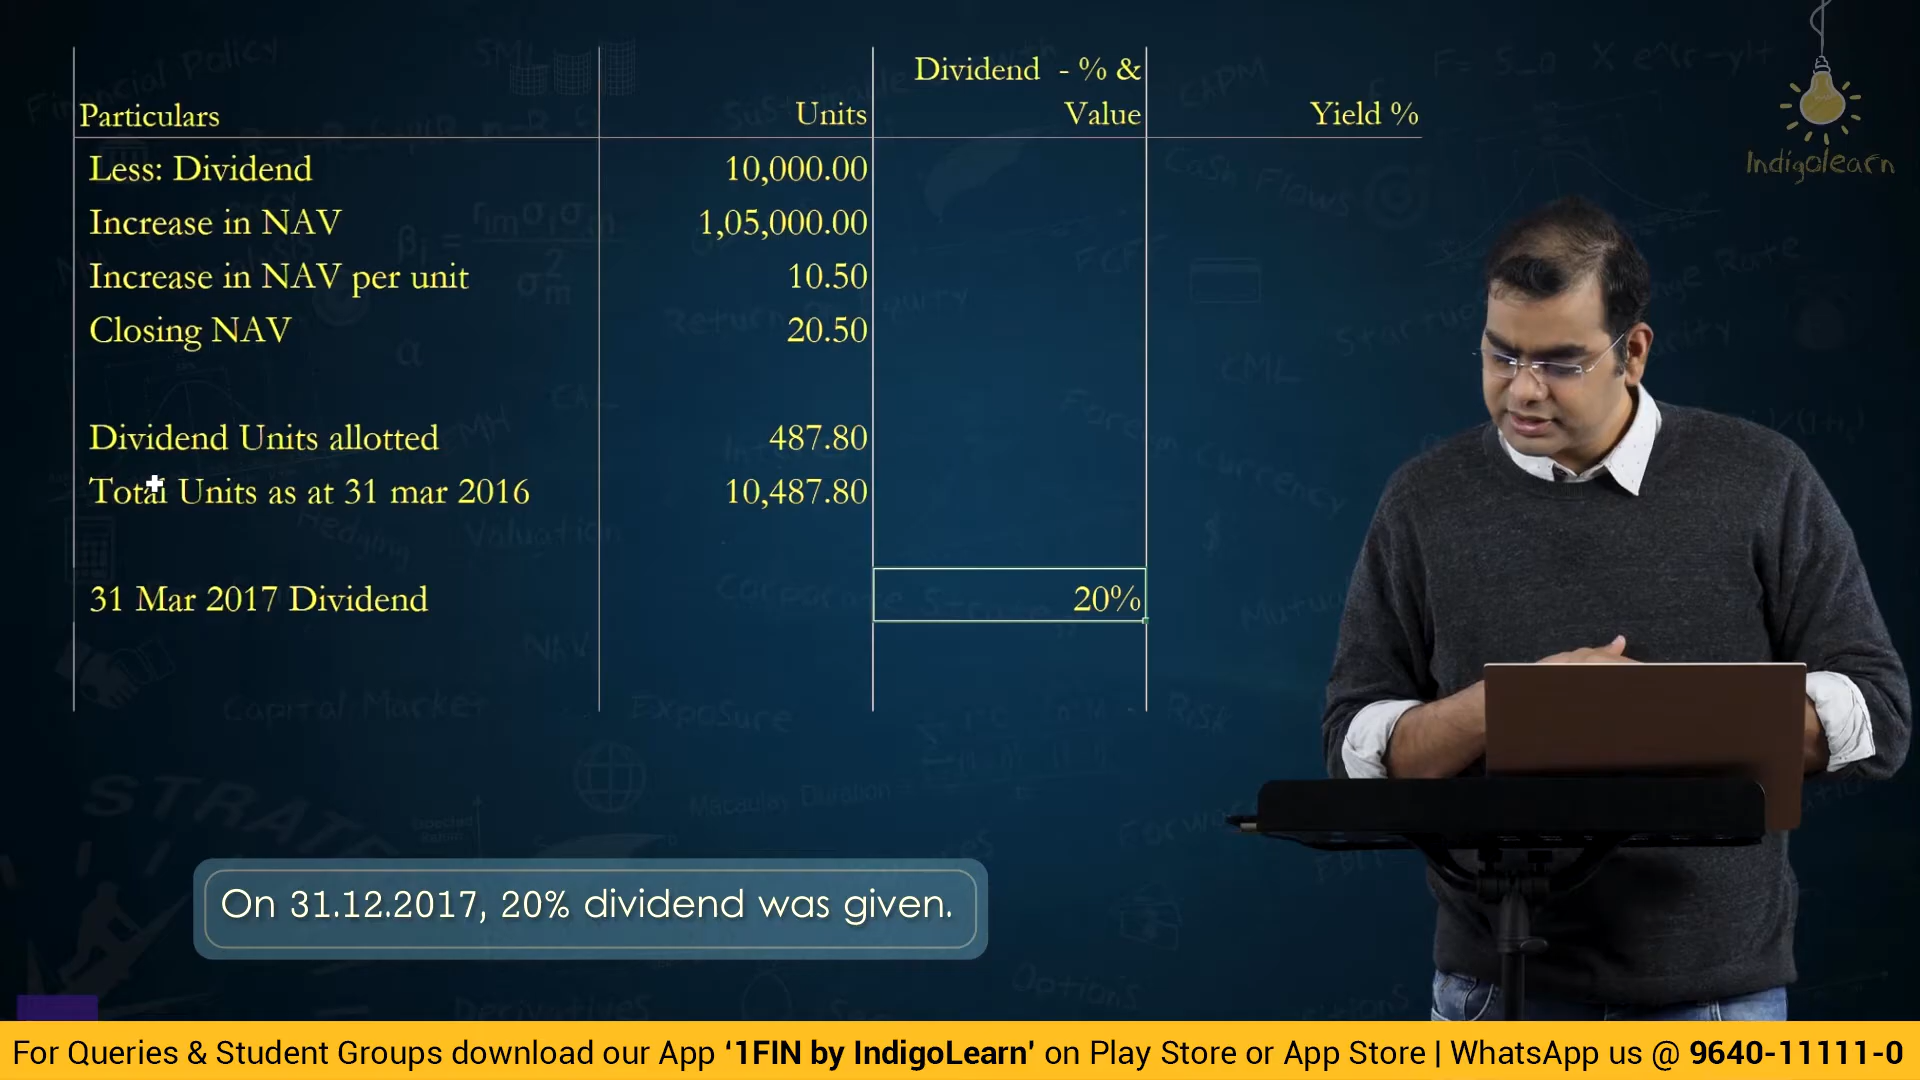 Dividend - % &
Particulars Units Value Yield %
Less: Dividend 10,000.00
Increase in NAV 1,05,000.00
Increase in NAV per unit 10.50
Closing NAV 20.50
Dividend Units allotted 487.80
Total Units as at 31 mar 2016 10,487.80
31 Mar 2017 Dividend 20%
On 31.12.2017, 20% dividend was given.
Indigolearn
For Queries & Student Groups download our App ‘1FIN by IndigoLearn' on Play Store or App Store | WhatsApp us @ 9640-11111-0